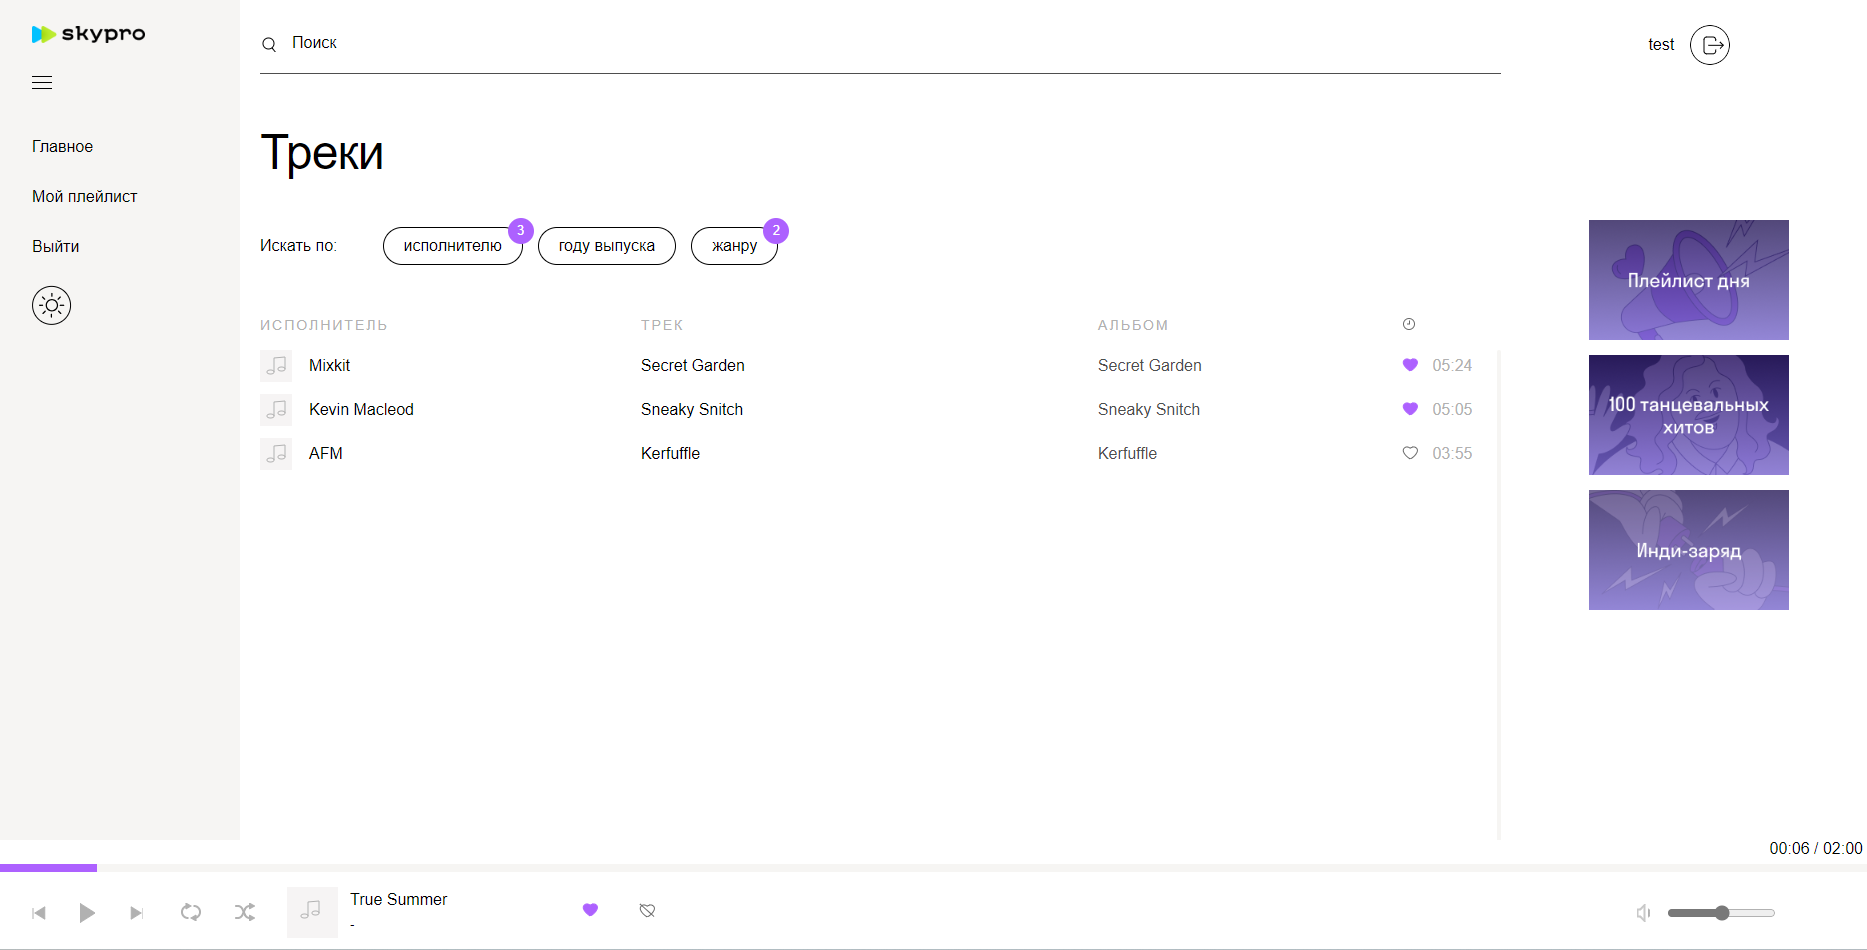 skypro
Поиск
test
Главное
Мой плейлист
Выйти
Треки
Искать по:
исполнителю
3
году выпуска
жанру
2
ИСПОЛНИТЕЛЬ
ТРЕК
АЛЬБОМ
Mixkit
Secret Garden
Secret Garden
05:24
Kevin Macleod
Sneaky Snitch
Sneaky Snitch
05:05
AFM
Kerfuffle
Kerfuffle
03:55
Плейлист дня
100 танцевальных
хитов
Инди-заряд
00:06 / 02:00
True Summer
-